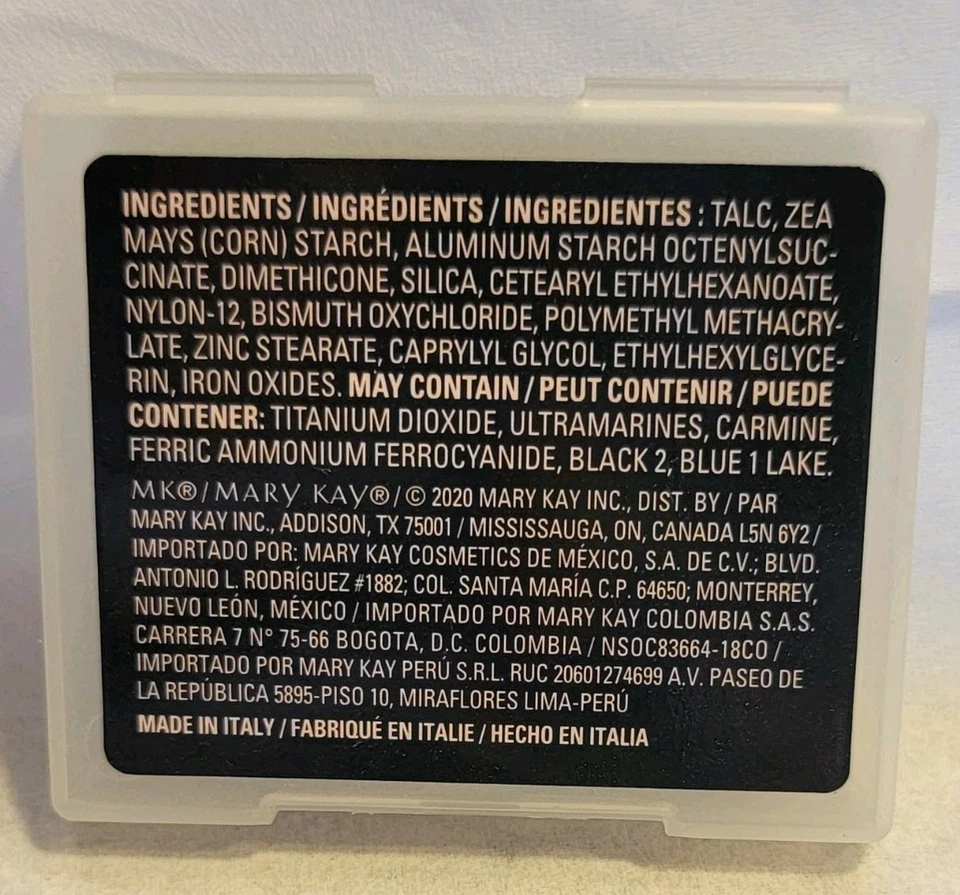 INGREDIENTS / INGRÉDIENTS / INGREDIENTES : TALC, ZEA
MAYS (CORN) STARCH, ALUMINUM STARCH OCTENYLSUC-
CINATE, DIMETHICONE, SILICA, CETEARYL ETHYLHEXANOATE,
NYLON-12, BISMUTH OXYCHLORIDE, POLYMETHYL METHACRY-
LATE, ZINC STEARATE, CAPRYLYL GLYCOL, ETHYLHEXYLGLYCE-
RIN, IRON OXIDES. MAY CONTAIN / PEUT CONTENIR / PUEDE
CONTENER: TITANIUM DIOXIDE, ULTRAMARINES, CARMINE,
FERRIC AMMONIUM FERROCYANIDE, BLACK 2, BLUE 1 LAKE.
MK® / MARY KAY® / © 2020 MARY KAY INC., DIST. BY / PAR
MARY KAY INC., ADDISON, TX 75001 / MISSISSAUGA, ON, CANADA L5N 6Y2 /
IMPORTADO POR: MARY KAY COSMETICS DE MÉXICO, S.A. DE C.V.; BLVD.
ANTONIO L. RODRÍGUEZ #1882; COL. SANTA MARÍA C.P. 64650; MONTERREY,
NUEVO LEÓN, MÉXICO / IMPORTADO POR MARY KAY COLOMBIA S.A.S.
CARRERA 7 N° 75-66 BOGOTA, D.C. COLOMBIA / NSOC83664-18CO /
IMPORTADO POR MARY KAY PERÚ S.R.L. RUC 20601274699 A.V. PASEO DE
LA REPÚBLICA 5895-PISO 10, MIRAFLORES LIMA-PERÚ
MADE IN ITALY / FABRIQUÉ EN ITALIE / HECHO EN ITALIA